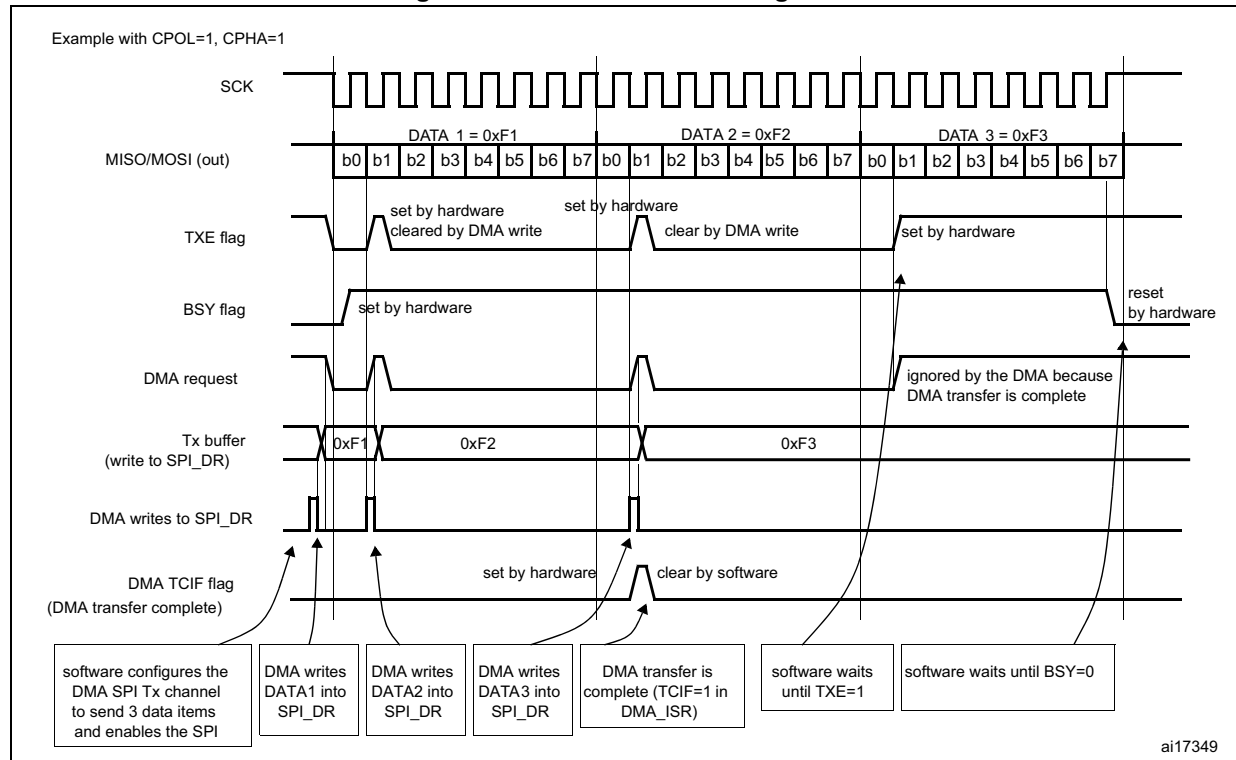 Example with CPOL=1, CPHA=1
SCK
DATA 1 = 0xF1
DATA 2 = 0xF2
DATA 3 = 0xF3
MISO/MOSI (out)
b0 b1 b2 b3 b4 b5 b6 b7 b0 b1 b2 b3 b4 b5 b6 b7 b0 b1 b2 b3 b4 b5 b6 b7
TXE flag
set by hardware
cleared by DMA write
set by hardware
clear by DMA write
set by hardware
BSY flag
set by hardware
reset
by hardware
DMA request
ignored by the DMA because
DMA transfer is complete
Tx buffer
(write to SPI_DR)
0xF1
0xF2
0xF3
DMA writes to SPI_DR
DMA TCIF flag
(DMA transfer complete)
set by hardware
clear by software
software configures the
DMA SPI Tx channel
to send 3 data items
and enables the SPI
DMA writes
DATA1 into
SPI_DR
DMA writes
DATA2 into
SPI_DR
DMA writes
DATA3 into
SPI_DR
DMA transfer is
complete (TCIF=1 in
DMA_ISR)
software waits
until TXE=1
software waits until BSY=0
ai17349